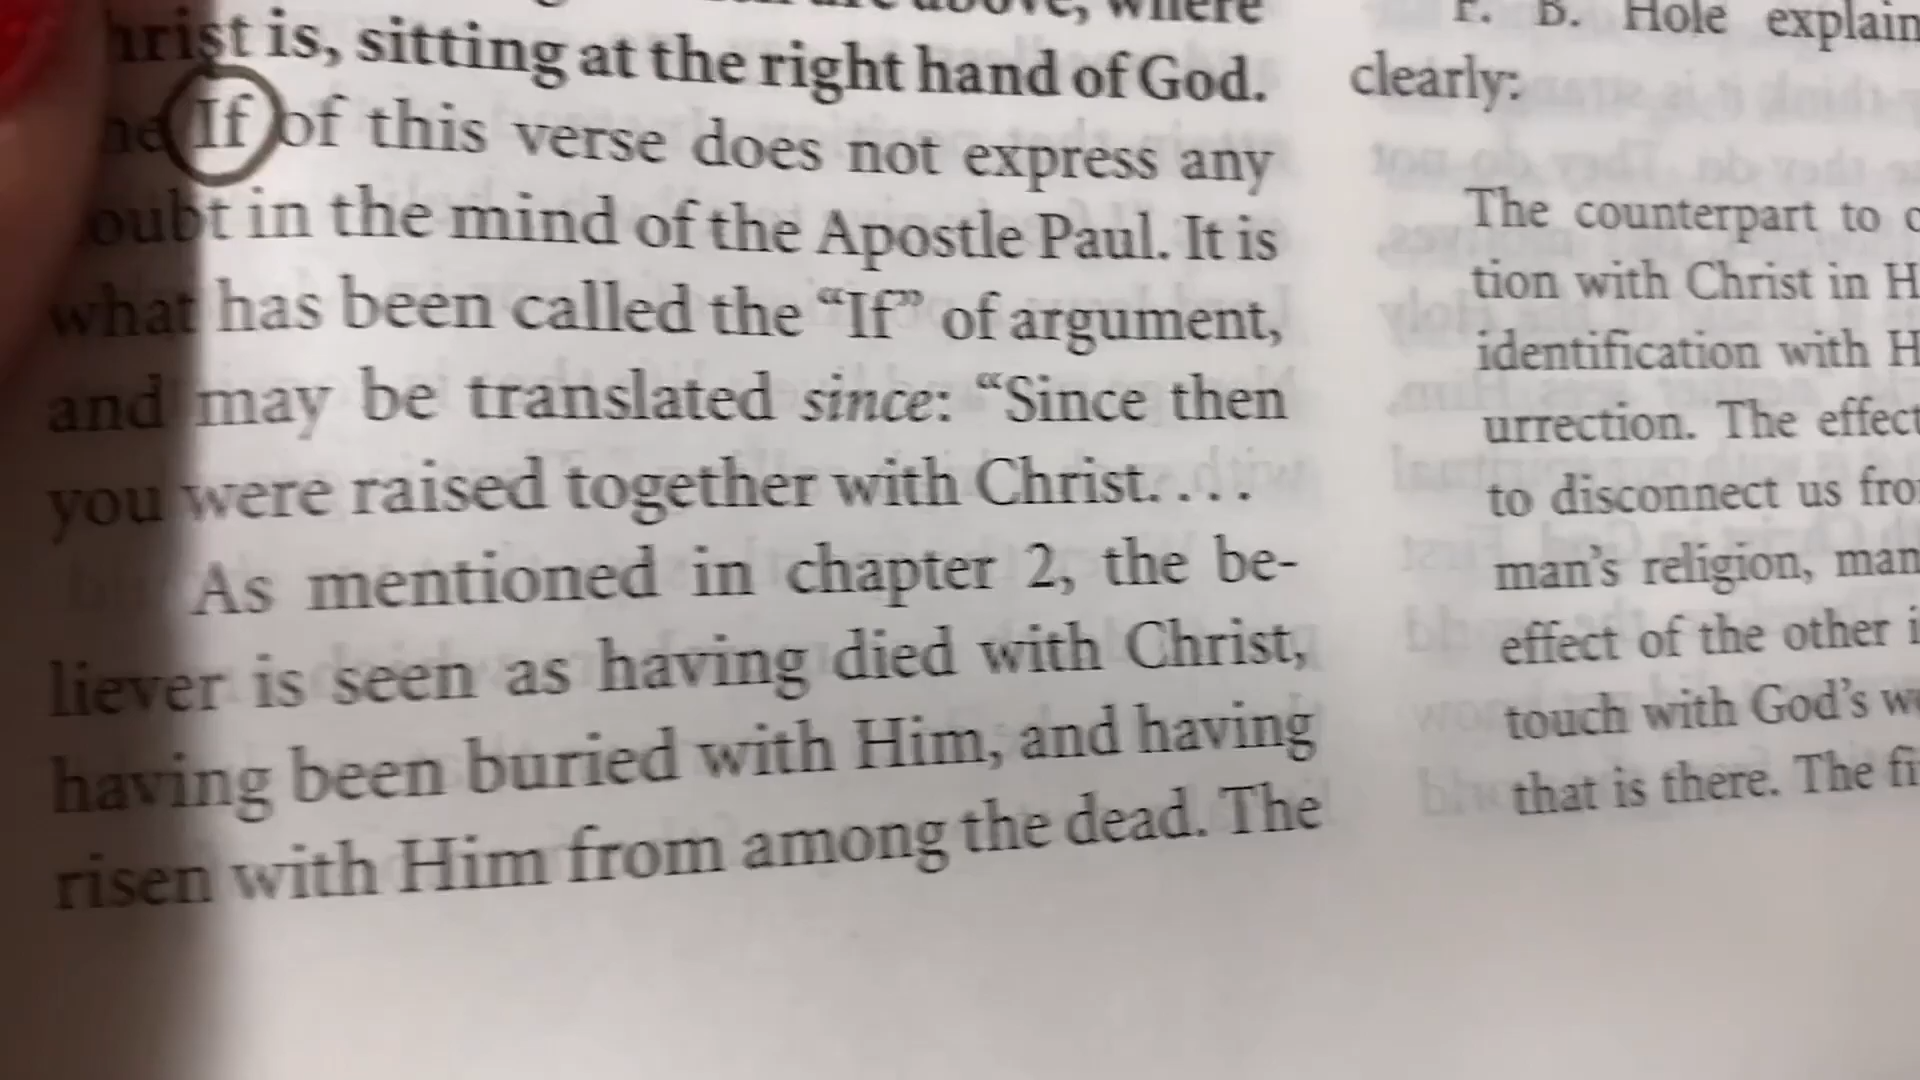 above, where
hrist is, sitting at the right hand of God.
he If of this verse does not express any
oubt in the mind of the Apostle Paul. It is
what has been called the “If” of argument,
and may be translated since: “Since then
you were raised together with Christ. . . .
As mentioned in chapter 2, the be-
liever is seen as having died with Christ,
having been buried with Him, and having
risen with Him from among the dead. The
F. B. Hole explain
clearly:
The counterpart to
tion with Christ in H
identification with H
urrection. The effect
to disconnect us fro
man’s religion, man
effect of the other i
touch with God’s w
that is there. The fi